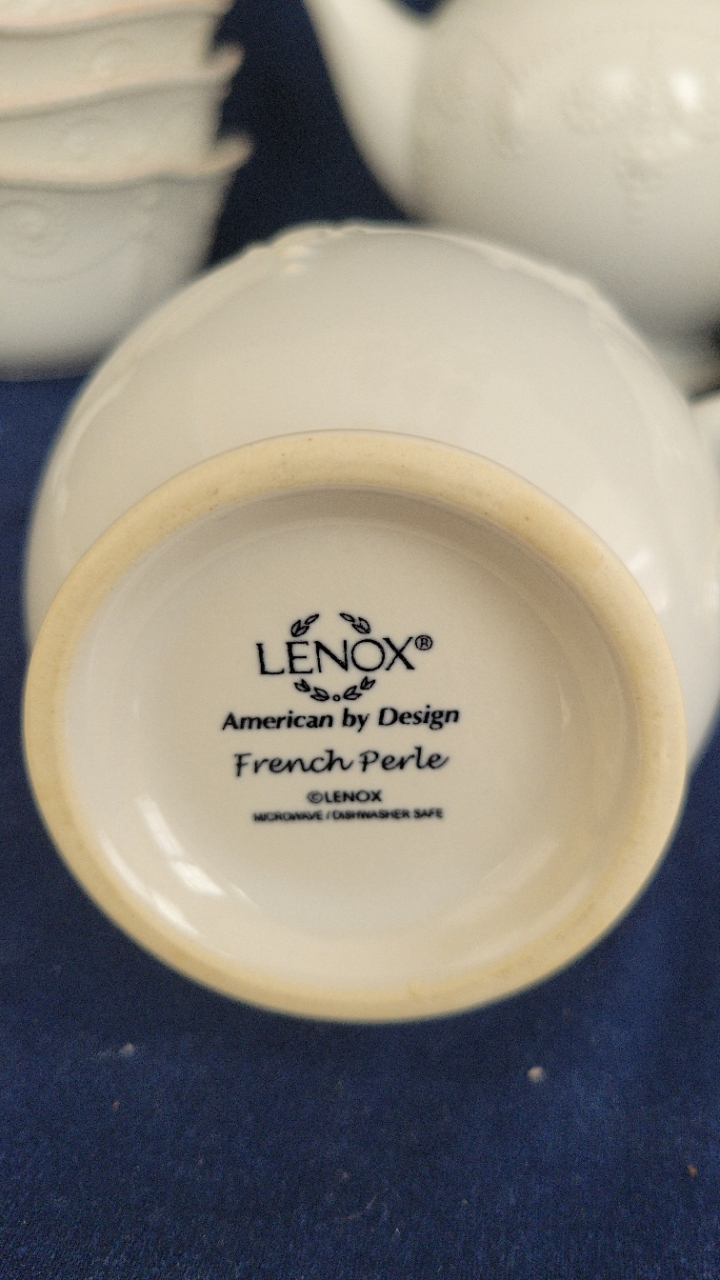 LENOX®
American by Design
French Perle
©LENOX
MICROWAVE / DISHWASHER SAFE